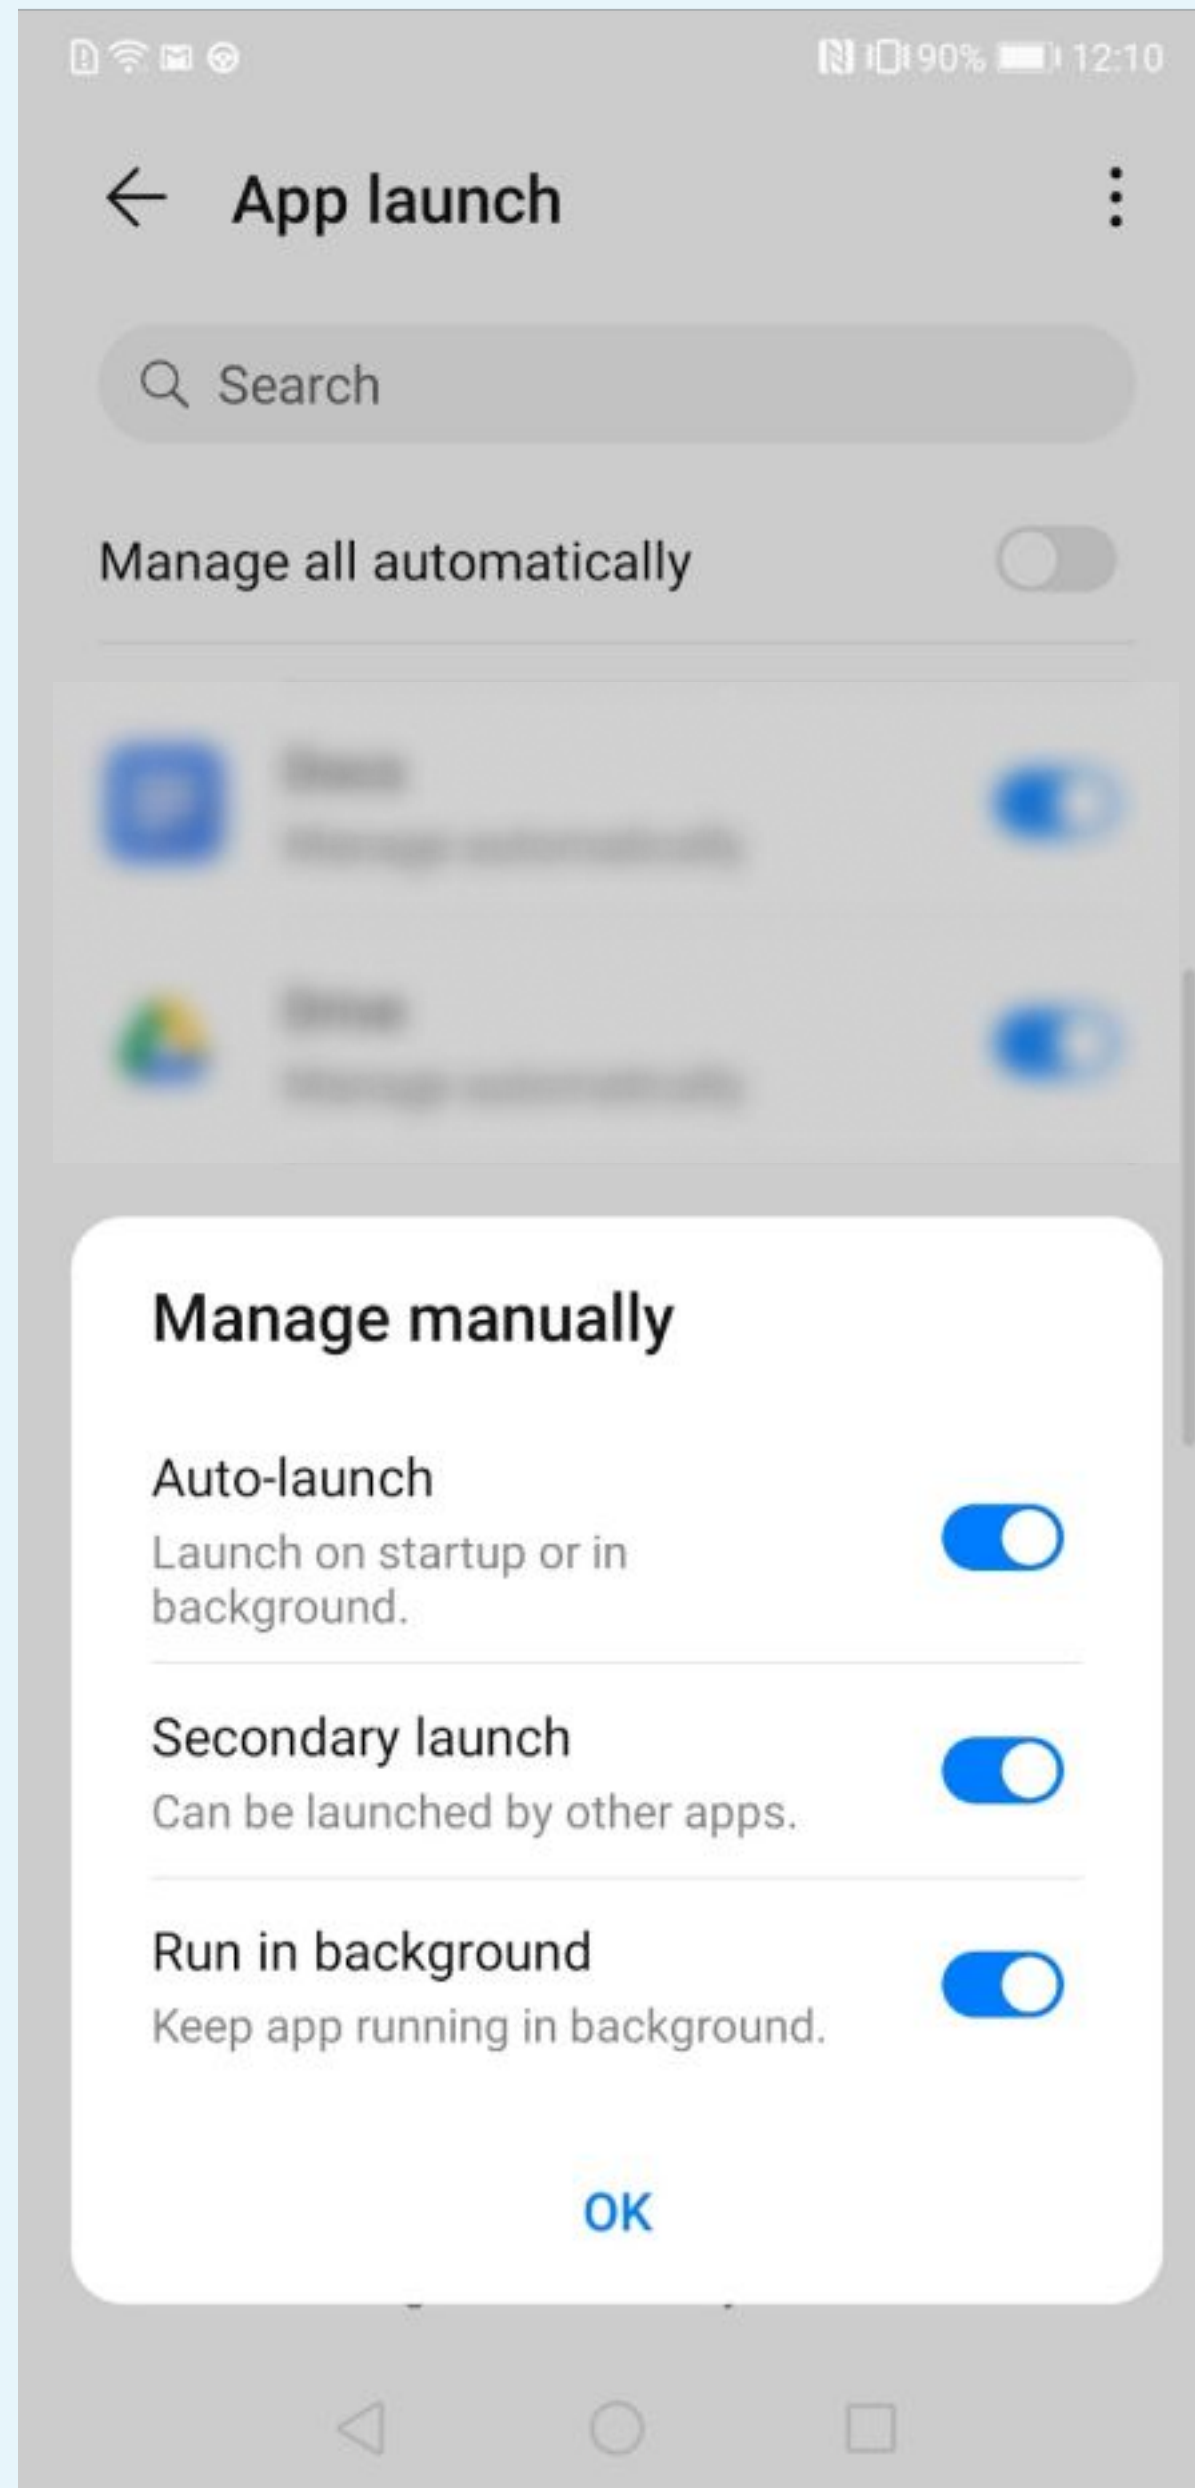 90% 12:10
App launch
Search
Manage all automatically
Manage manually
Auto-launch
Launch on startup or in
background.
Secondary launch
Can be launched by other apps.
Run in background
Keep app running in background.
OK